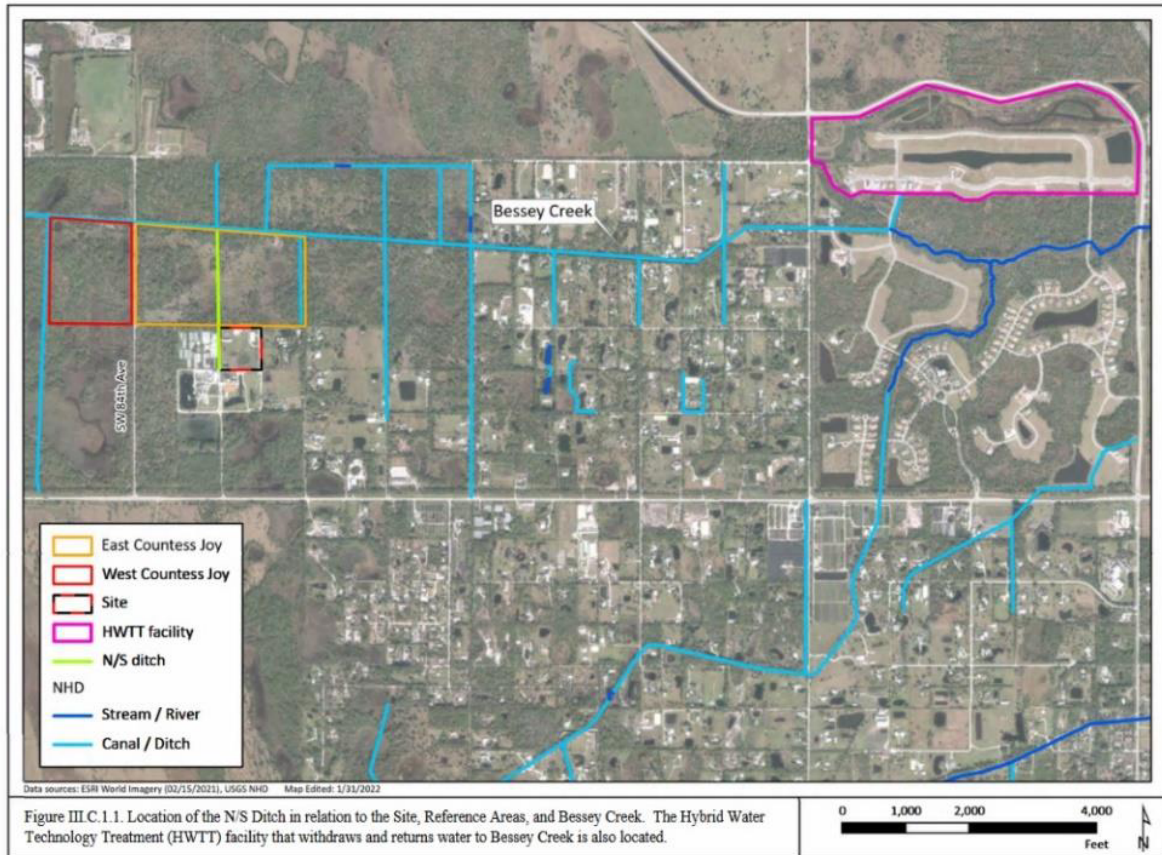 Bessey Creek
SW 84th Ave
East Countess Joy
West Countess Joy
Site
HWTT facility
N/S ditch
NHD
Stream / River
Canal / Ditch
Data sources: ESRI World Imagery (02/15/2021), USGS NHD Map Edited: 1/31/2022
Figure III.C.1.1. Location of the N/S Ditch in relation to the Site, Reference Areas, and Bessey Creek. The Hybrid Water
Technology Treatment (HWTT) facility that withdraws and returns water to Bessey Creek is also located.
0 1,000 2,000 4,000
Feet
N